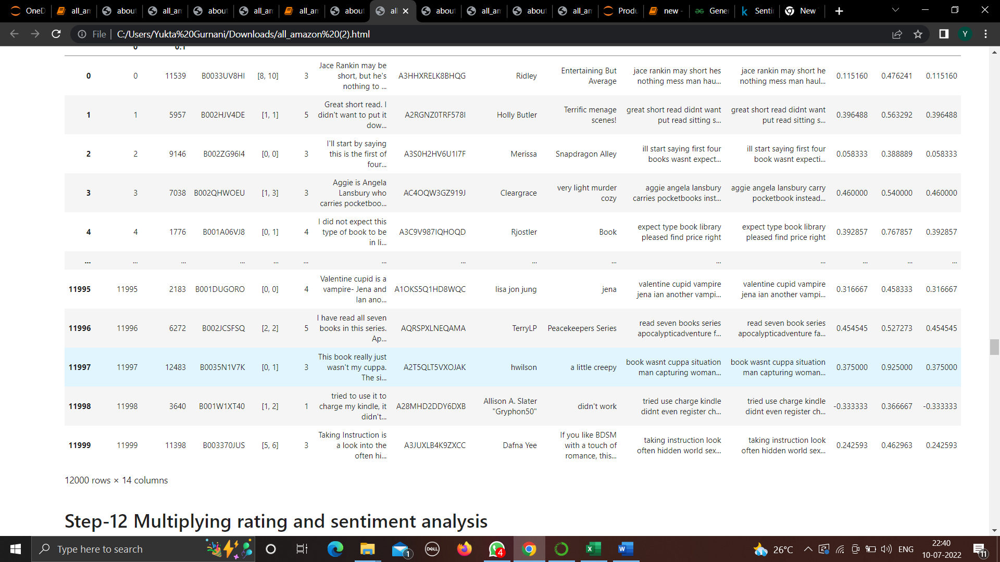 OneD all_am about all_am about all_am all_am about all about all_am about all_am Produ new - Gene Senti New
File C:/Users/Yukta%20Gurnani/Downloads/all_amazon%20(2).html Y
0 0.1
0 0 11539 B0033UV8HI [8, 10] 3 Jace Rankin may be short, but he's nothing to ... A3HHXRELK8BHQG Ridley Entertaining But Average jace rankin may short hes nothing mess man hau... jace rankin may short he nothing mess man haul... 0.115160 0.476241 0.115160
1 1 5957 B002HJV4DE [1, 1] 5 Great short read. I didn't want to put it dow... A2RGNZ0TRF578I Holly Butler Terrific menage scenes! great short read didnt want put read sitting s... great short read didnt want put read sitting s... 0.396488 0.563292 0.396488
2 2 9146 B002ZG96I4 [0, 0] 3 I'll start by saying this is the first of four... A3S0H2HV6U1I7F Merissa Snapdragon Alley ill start saying first four books wasnt expect... ill start saying first four book wasnt expecti... 0.058333 0.388889 0.058333
3 3 7038 B002QHWOEU [1, 3] 3 Aggie is Angela Lansbury who carries pocketboo... AC4OQW3GZ919J Cleargrace very light murder cozy aggie angela lansbury carries pocketbooks inst... aggie angela lansbury carry pocketbook instead... 0.460000 0.540000 0.460000
4 4 1776 B001A06VJ8 [0, 1] 4 I did not expect this type of book to be in li... A3C9V987IQHOQD Rjostler Book expect type book library pleased find price right expect type book library pleased find price right 0.392857 0.767857 0.392857
... ... ... ... ... ... ... ... ... ... ... ... ... ... ...
11995 11995 2183 B001DUGORO [0, 0] 4 Valentine cupid is a vampire- Jena and Ian ano... A1OKS5Q1HD8WQC lisa jon jung jena valentine cupid vampire jena ian another vampi... valentine cupid vampire jena ian another vampi... 0.316667 0.458333 0.316667
11996 11996 6272 B002JCSFSQ [2, 2] 5 I have read all seven books in this series. Ap... AQRSPXLNEQAMA TerryLP Peacekeepers Series read seven books series apocalypticadventure f... read seven book series apocalypticadventure fa... 0.454545 0.527273 0.454545
11997 11997 12483 B0035N1V7K [0, 1] 3 This book really just wasn't my cuppa. The si... A2T5QLT5VXOJAK hwilson a little creepy book wasnt cuppa situation man capturing woman... book wasnt cuppa situation man capturing woman... 0.375000 0.925000 0.375000
11998 11998 3640 B001W1XT40 [1, 2] 1 tried to use it to charge my kindle, it didn't... A28MHD2DDY6DXB Allison A. Slater "Gryphon50" didn't work tried use charge kindle didnt even register ch... tried use charge kindle didnt even register ch... -0.333333 0.366667 -0.333333
11999 11999 11398 B003370JUS [5, 6] 3 Taking Instruction is a look into the often hi... A3JUXLB4K9ZXCC Dafna Yee If you like BDSM with a touch of romance, this... taking instruction look often hidden world sex... taking instruction look often hidden world sex... 0.242593 0.462963 0.242593
12000 rows × 14 columns
Step-12 Multiplying rating and sentiment analysis
Type here to search 1 DELL 4 26°C ENG 22:40
10-07-2022 11